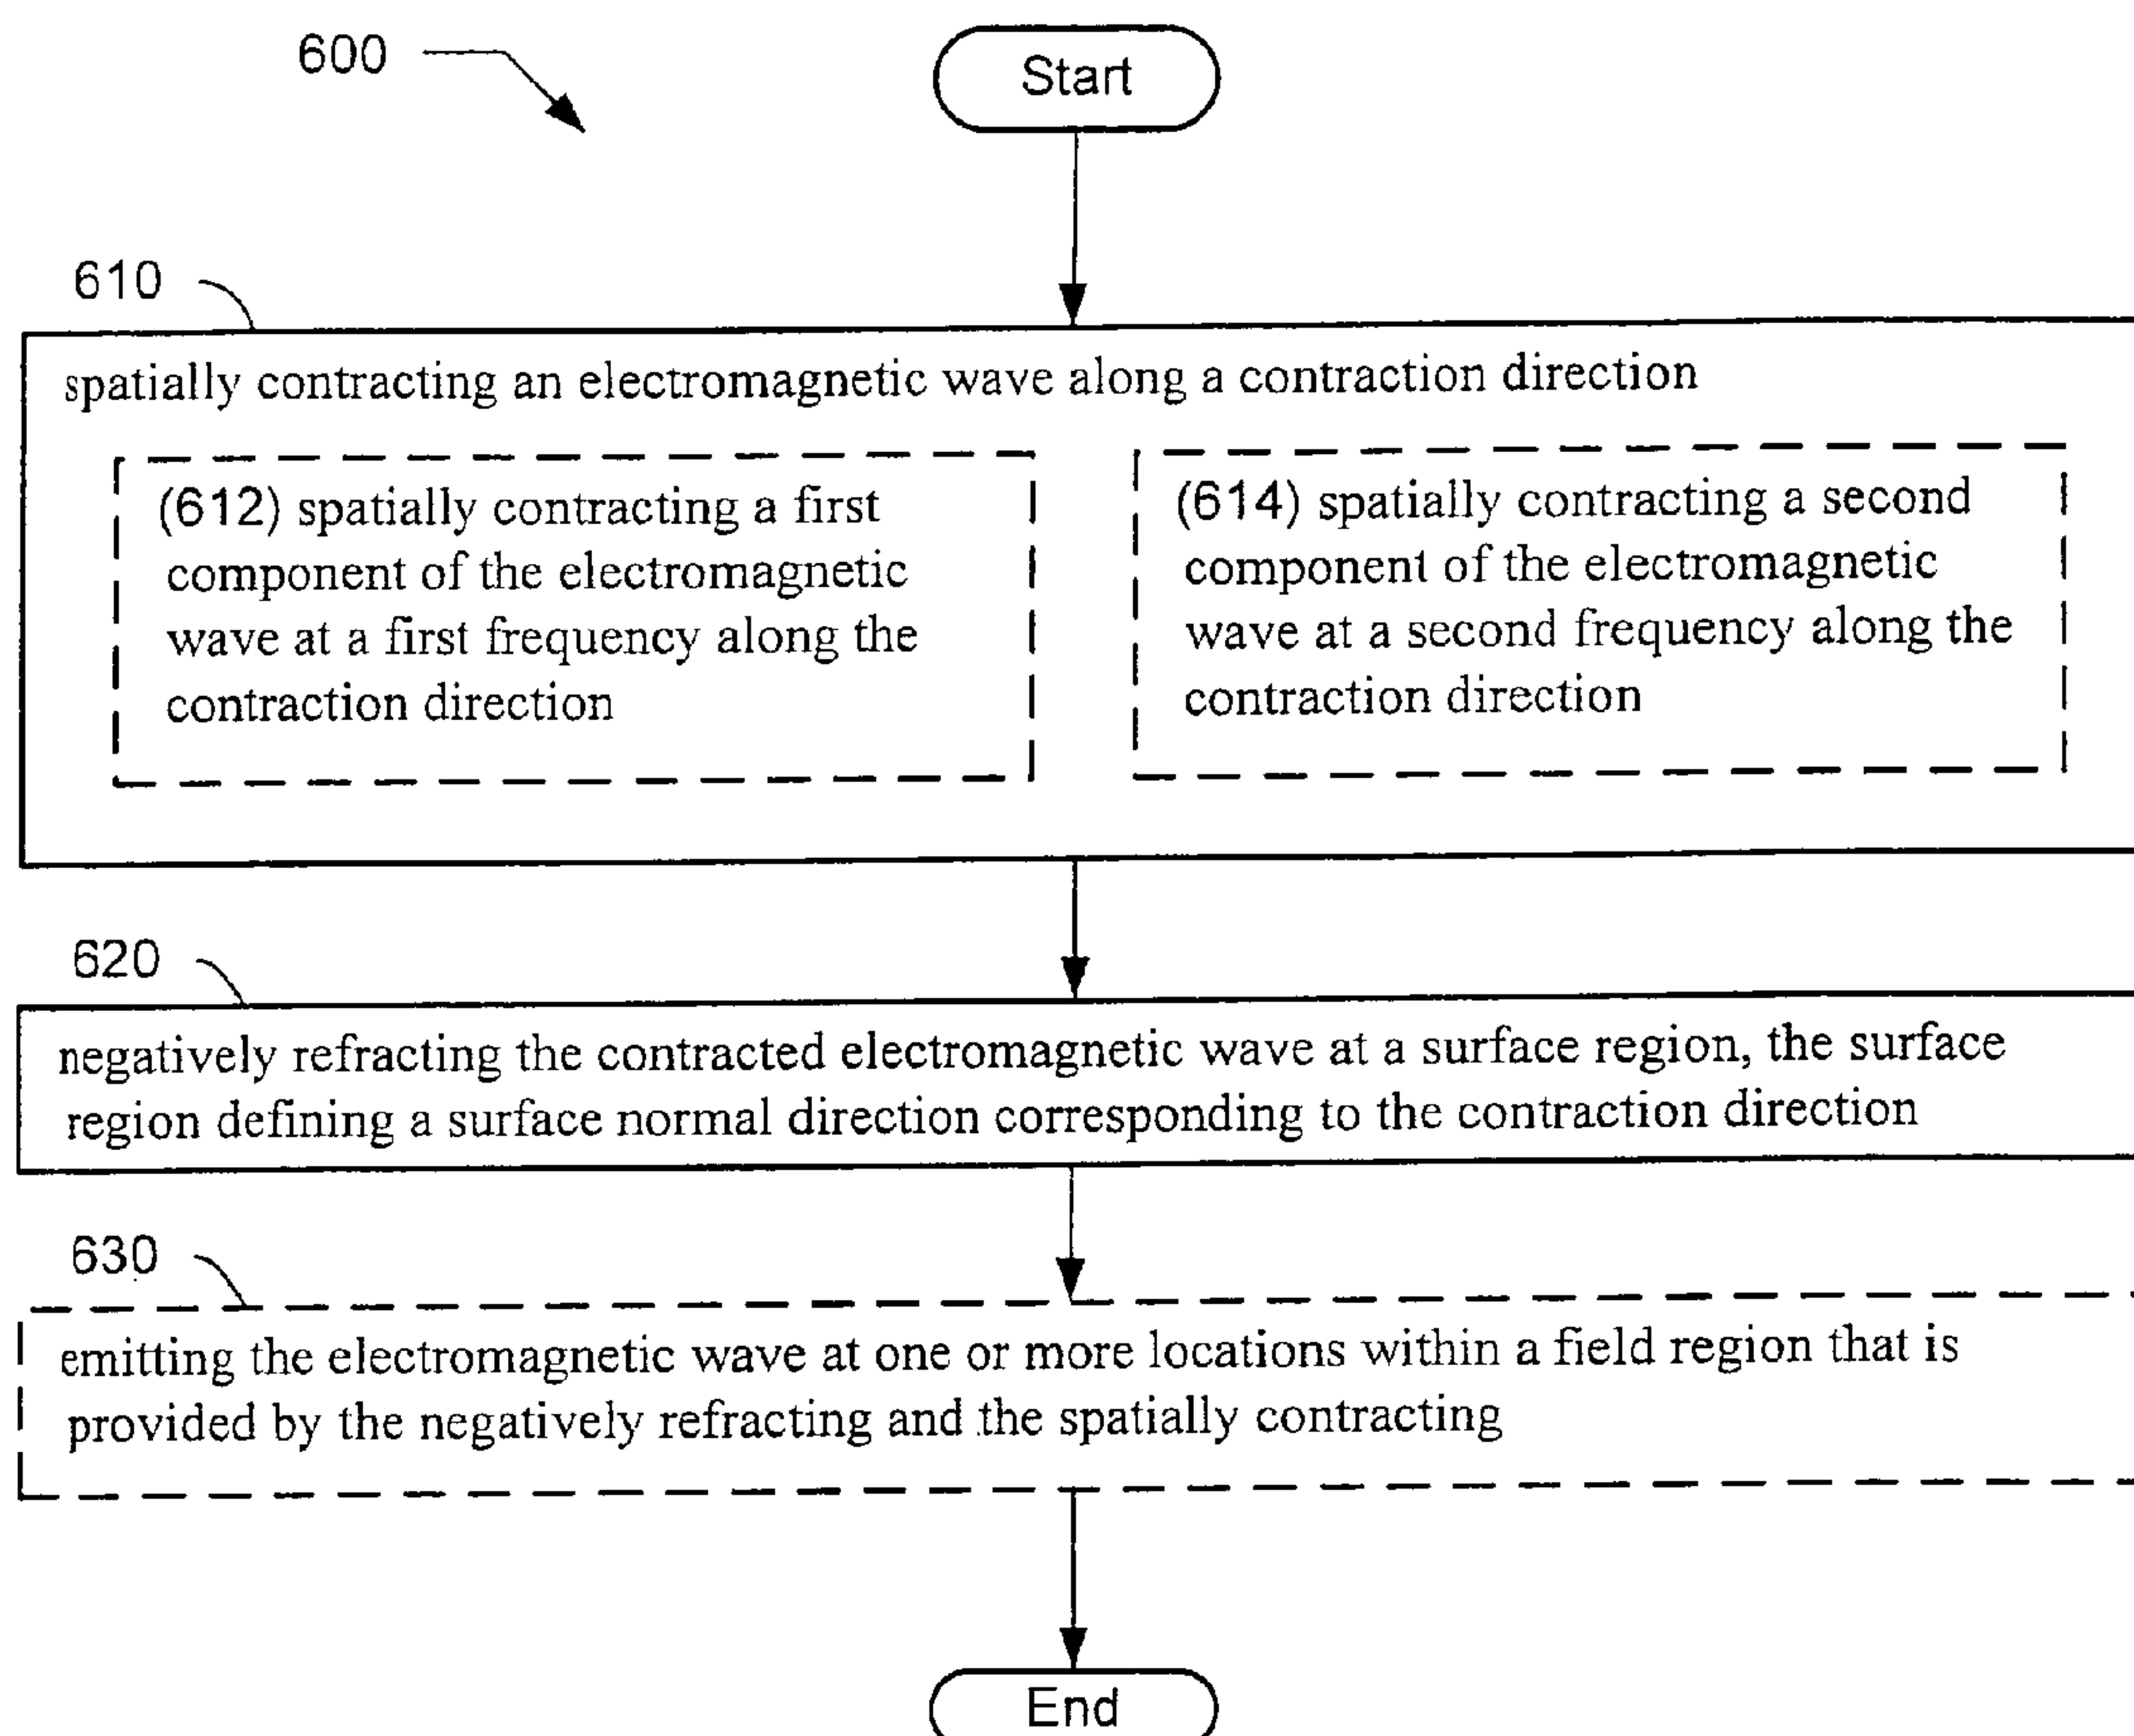 600
Start
610
spatially contracting an electromagnetic wave along a contraction direction
(612) spatially contracting a first
component of the electromagnetic
wave at a first frequency along the
contraction direction
(614) spatially contracting a second
component of the electromagnetic
wave at a second frequency along the
contraction direction
620
negatively refracting the contracted electromagnetic wave at a surface region, the surface
region defining a surface normal direction corresponding to the contraction direction
630
emitting the electromagnetic wave at one or more locations within a field region that is
provided by the negatively refracting and the spatially contracting
End